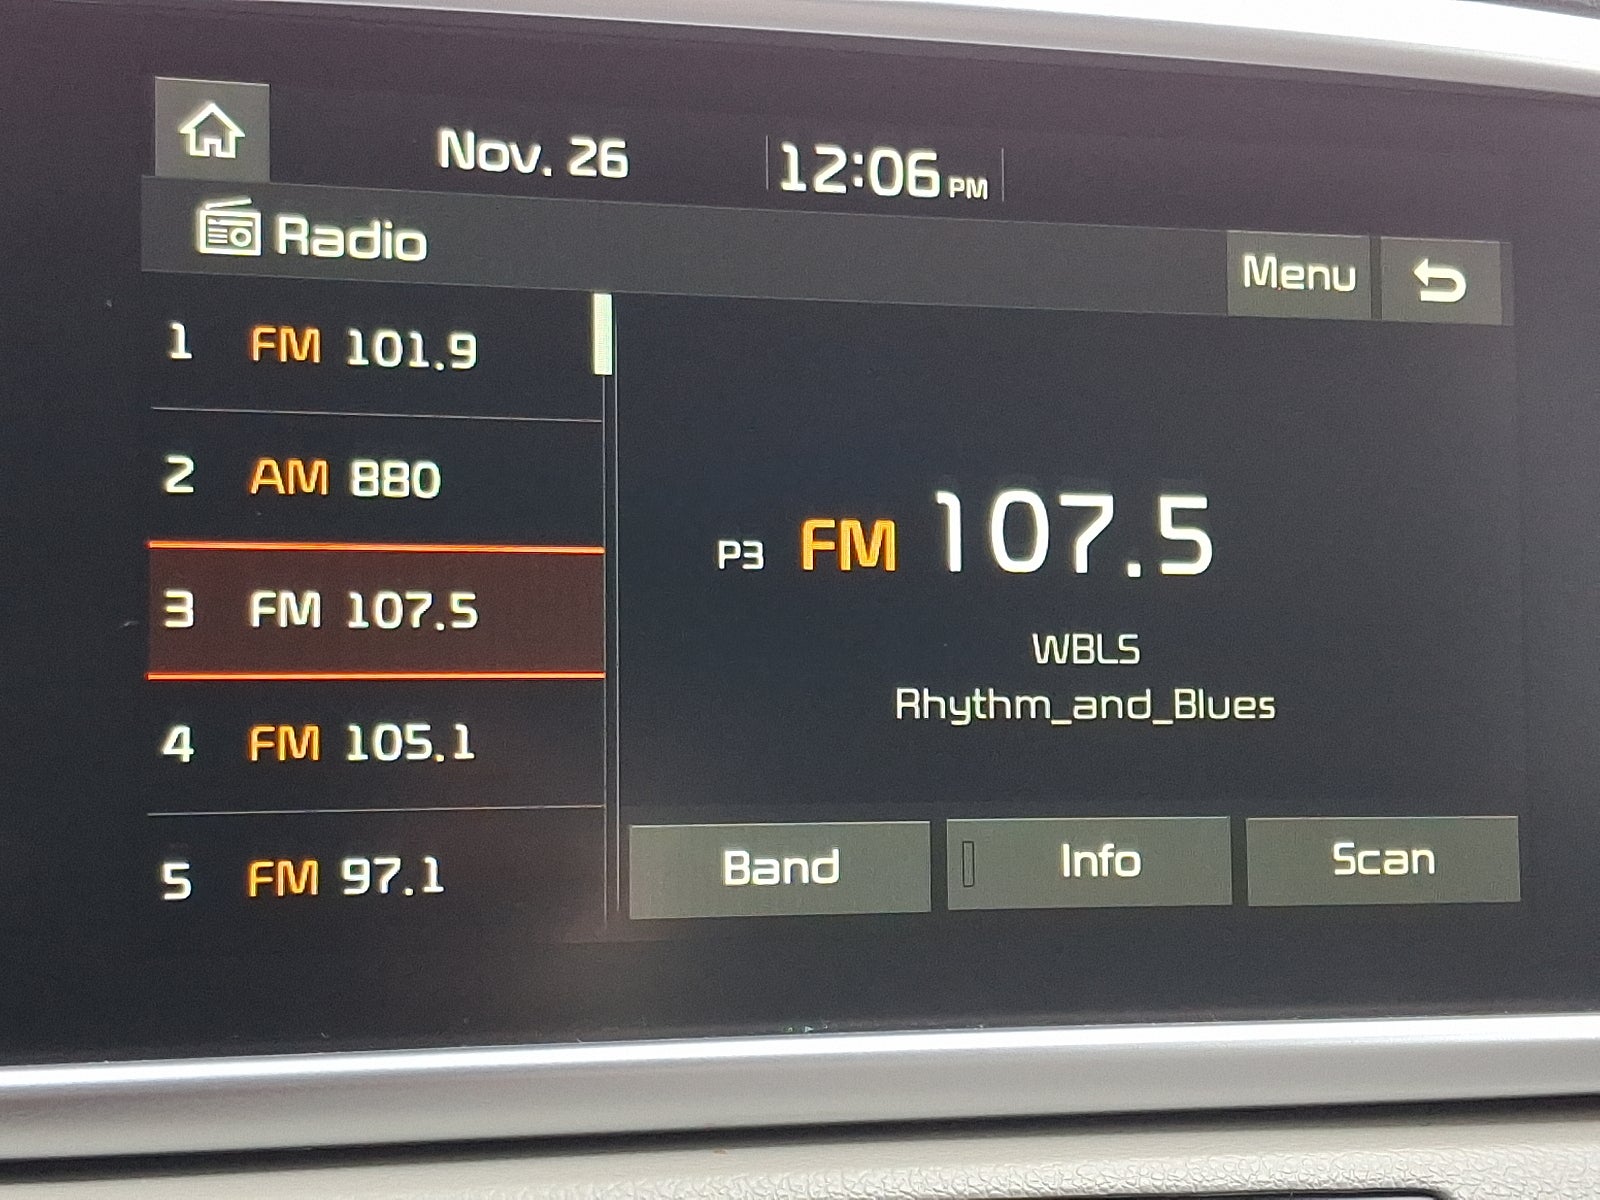 Nov. 26 12:06 PM
Radio
Menu
1 FM 101.9
2 AM 880
3 FM 107.5
4 FM 105.1
5 FM 97.1
P3 FM 107.5
WBLS
Rhythm_and_Blues
Band Info Scan